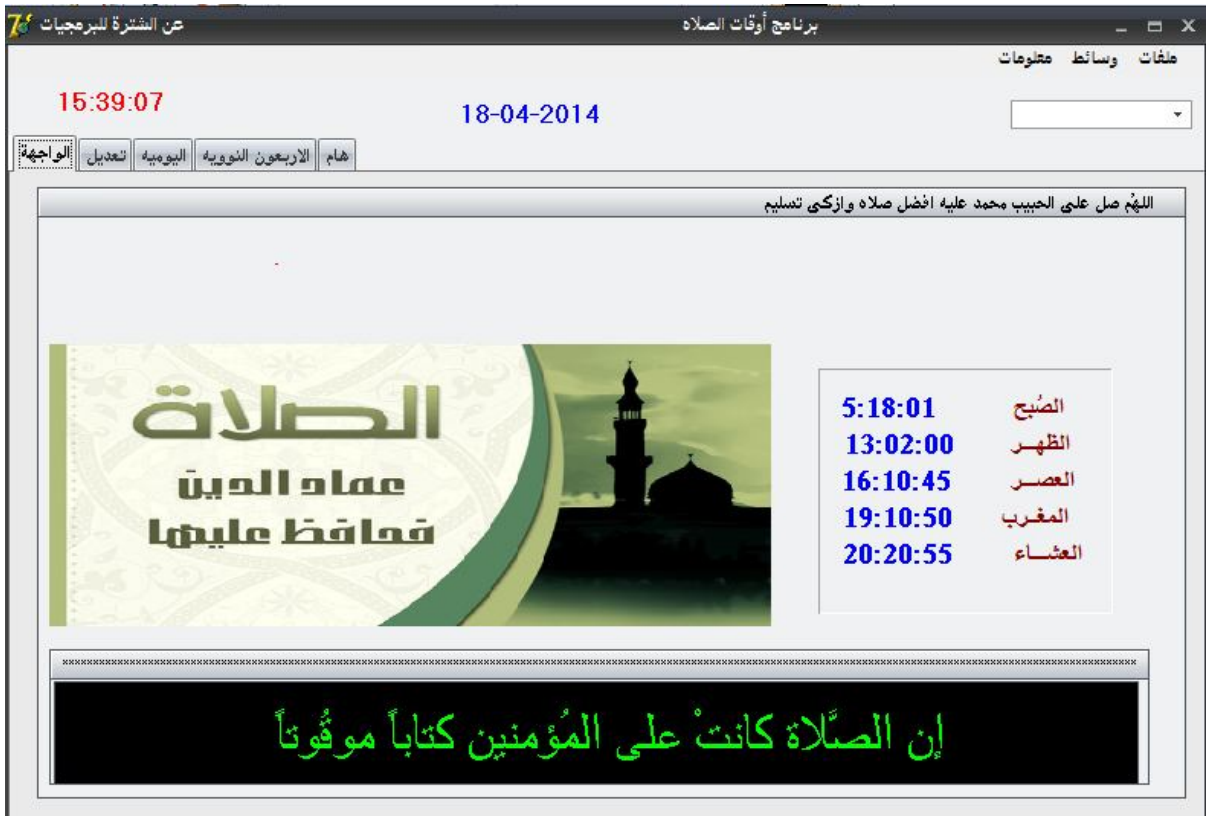 برنامج أوقات الصلاه
عن الشترة للبرمجيات
ملفات وسائط معلومات
15:39:07
18-04-2014
هام الاربعون النوويه اليوميه تعديل الواجهة
اللهُم صل على الحبيب محمد عليه افضل صلاه وازكى تسليم
الصلاة
عماد الدين
فحافظ عليها
الصُبح 5:18:01
الظهــر 13:02:00
العصــر 16:10:45
المغـرب 19:10:50
العشــاء 20:20:55
إن الصَّلاة كانتْ على المُؤمنين كتاباً موقُوتاً